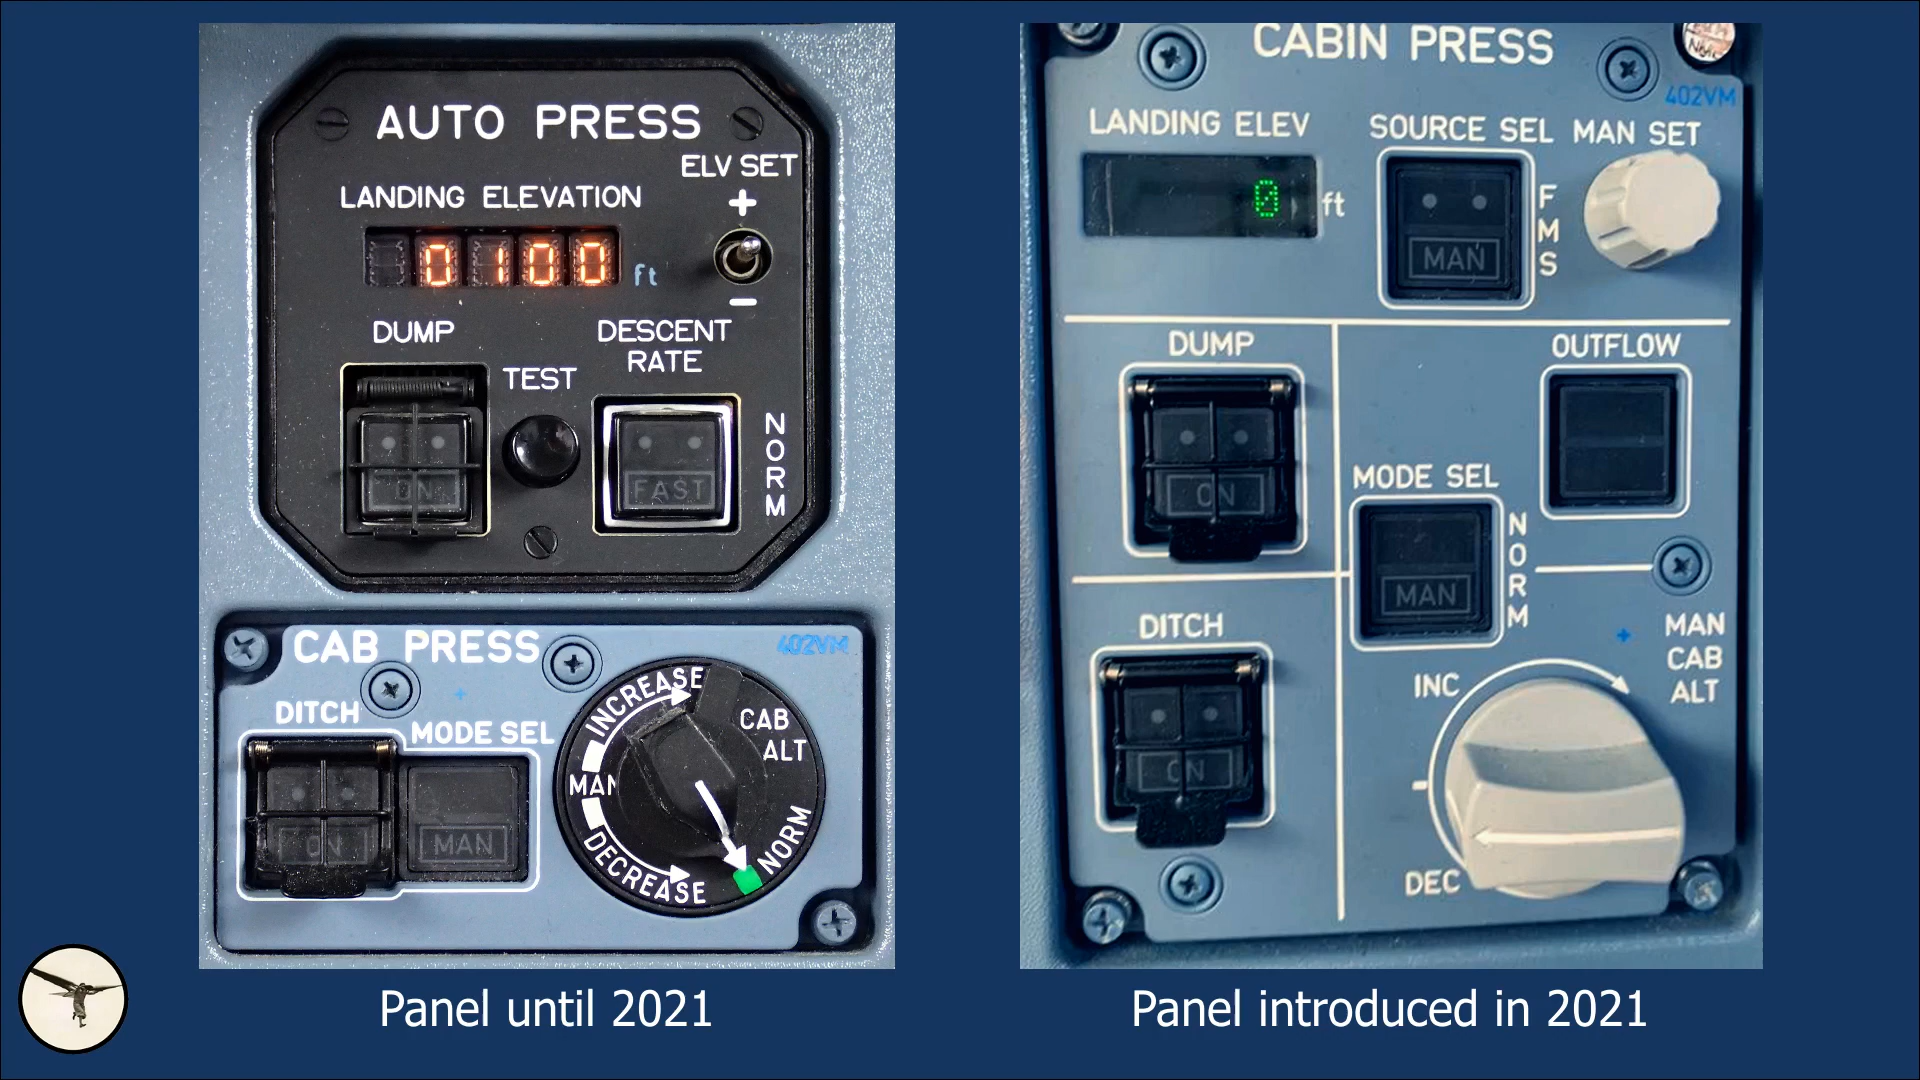 AUTO PRESS
ELV SET
+
LANDING ELEVATION
0100
ft
−
DUMP
DESCENT
RATE
TEST
NORM
ON
FAST
CAB PRESS
402VM
DITCH
MODE SEL
ON
MAN
INCREASE
CAB
ALT
MAN
NORM
DECREASE
Panel until 2021
CABIN PRESS
402VM
LANDING ELEV
SOURCE SEL
MAN SET
0
ft
FMS
MAN
DUMP
OUTFLOW
ON
MODE SEL
NORM
MAN
DITCH
MAN
CAB
ALT
INC
ON
DEC
Panel introduced in 2021